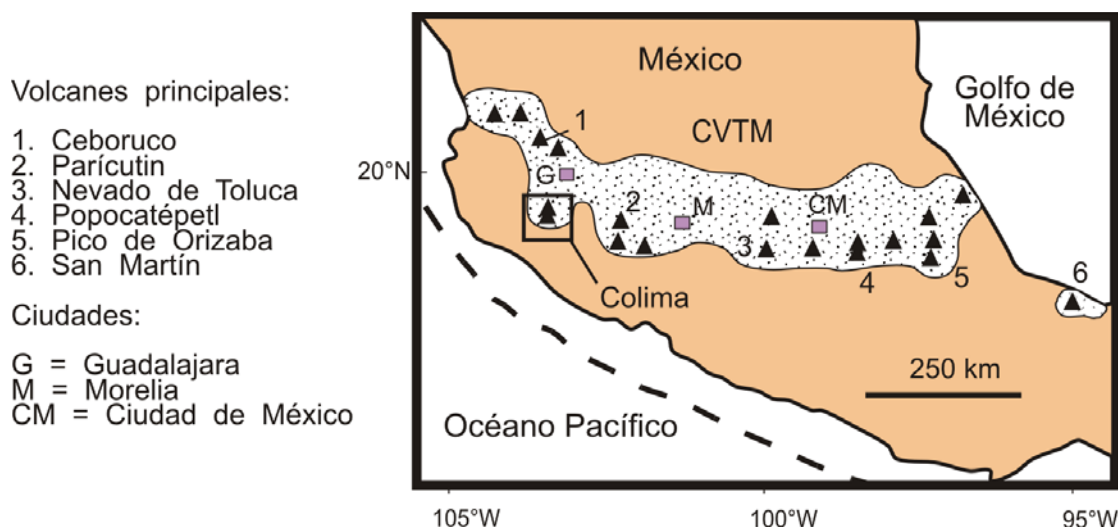 Volcanes principales:
1. Ceboruco
2. Parícutin
3. Nevado de Toluca
4. Popocatépetl
5. Pico de Orizaba
6. San Martín
Ciudades:
G = Guadalajara
M = Morelia
CM = Ciudad de México
México
Golfo de
México
CVTM
1
20°N
G
2
M
CM
3
4
5
6
Colima
250 km
Océano Pacífico
105°W
100°W
95°W